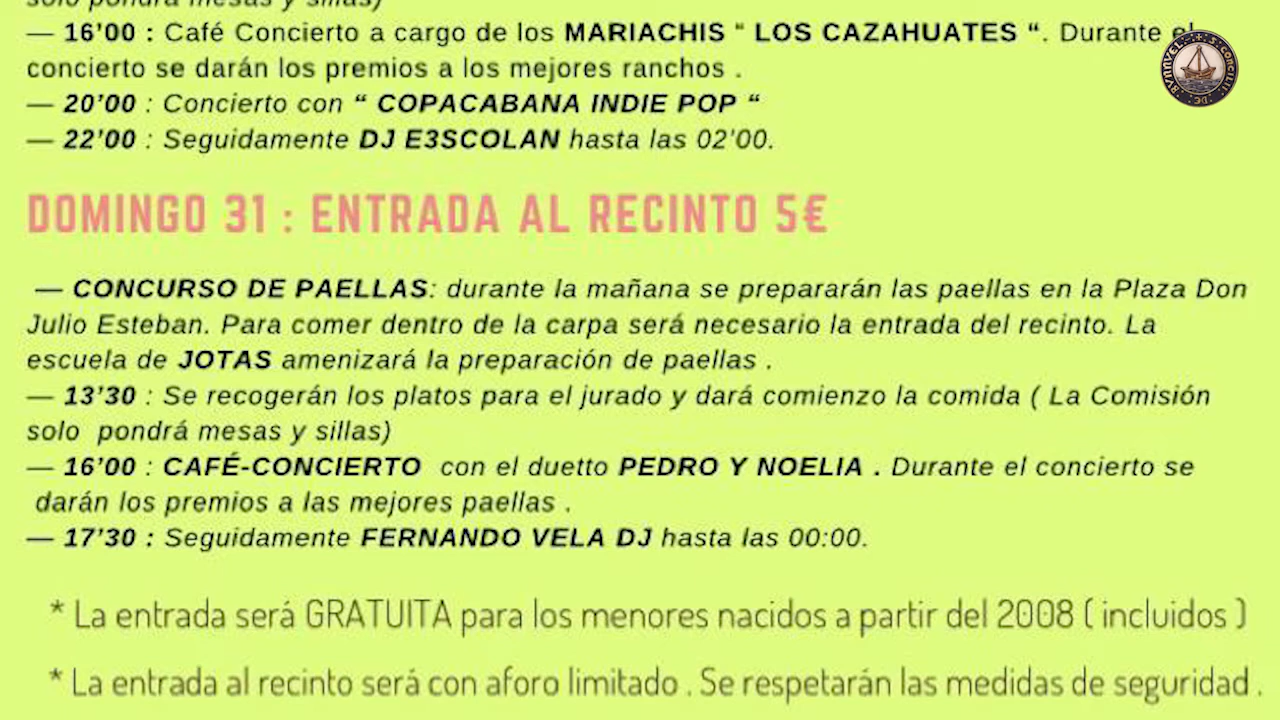 solo pondrá mesas y sillas)
— 16’00 : Café Concierto a cargo de los MARIACHIS “ LOS CAZAHUATES “. Durante el
concierto se darán los premios a los mejores ranchos .
— 20’00 : Concierto con “ COPACABANA INDIE POP “
— 22’00 : Seguidamente DJ E3SCOLAN hasta las 02'00.
DOMINGO 31 : ENTRADA AL RECINTO 5€
— CONCURSO DE PAELLAS: durante la mañana se prepararán las paellas en la Plaza Don
Julio Esteban. Para comer dentro de la carpa será necesario la entrada del recinto. La
escuela de JOTAS amenizará la preparación de paellas .
— 13’30 : Se recogerán los platos para el jurado y dará comienzo la comida ( La Comisión
solo pondrá mesas y sillas)
— 16’00 : CAFÉ-CONCIERTO con el duetto PEDRO Y NOELIA . Durante el concierto se
darán los premios a las mejores paellas .
— 17’30 : Seguidamente FERNANDO VELA DJ hasta las 00:00.
* La entrada será GRATUITA para los menores nacidos a partir del 2008 ( incluidos )
* La entrada al recinto será con aforo limitado . Se respetarán las medidas de seguridad .